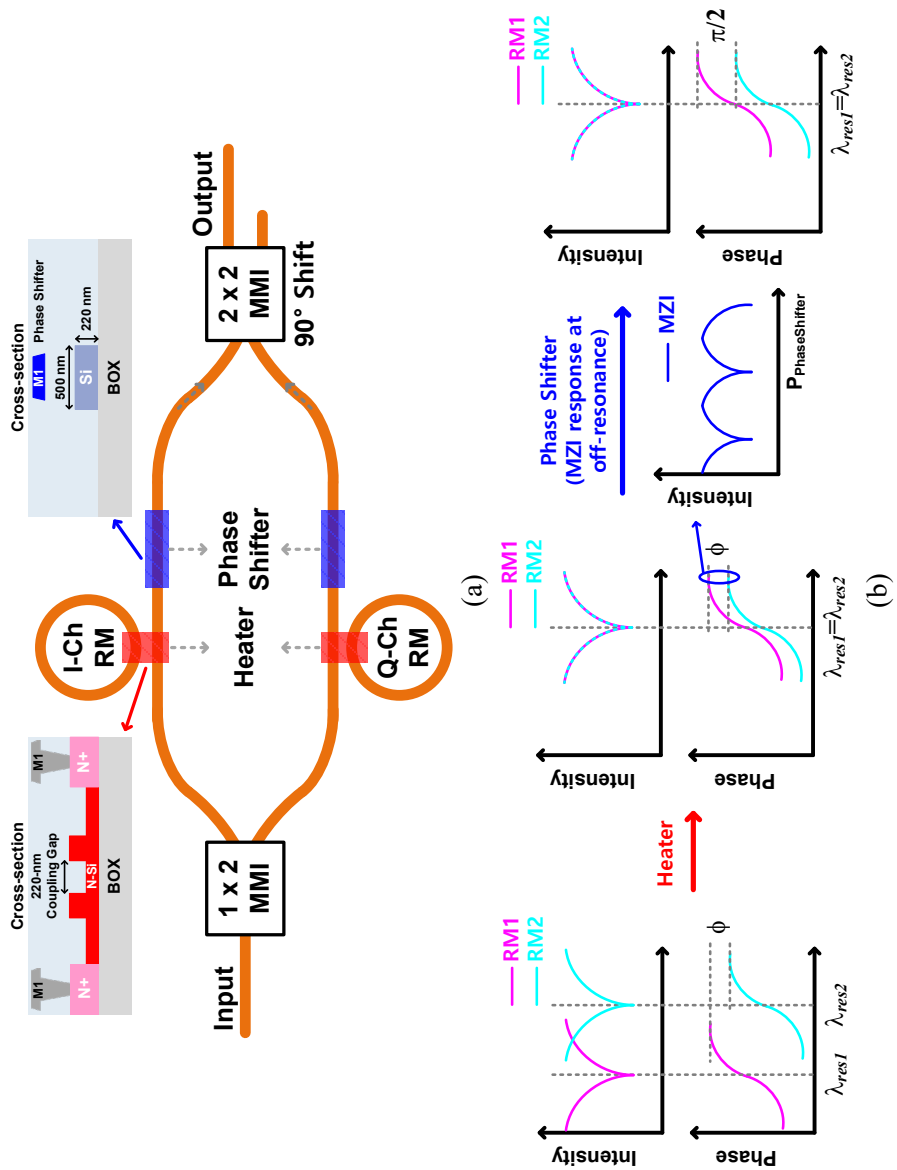 Cross-section
M1
M1
220-nm
Coupling Gap
N+
N-Si
N+
BOX
Cross-section
M1
Phase Shifter
500 nm
Si
220 nm
BOX
I-Ch
RM
Input
1 x 2
MMI
Heater
Phase
Shifter
2 x 2
MMI
Output
90° Shift
Q-Ch
RM
(a)
RM1
RM2
Intensity
Phase
ϕ
λres1
λres2
Heater
RM1
RM2
Intensity
Phase
ϕ
λres1=λres2
Phase Shifter
(MZI response at
off-resonance)
MZI
Intensity
PPhaseShifter
RM1
RM2
Intensity
Phase
π/2
λres1=λres2
(b)